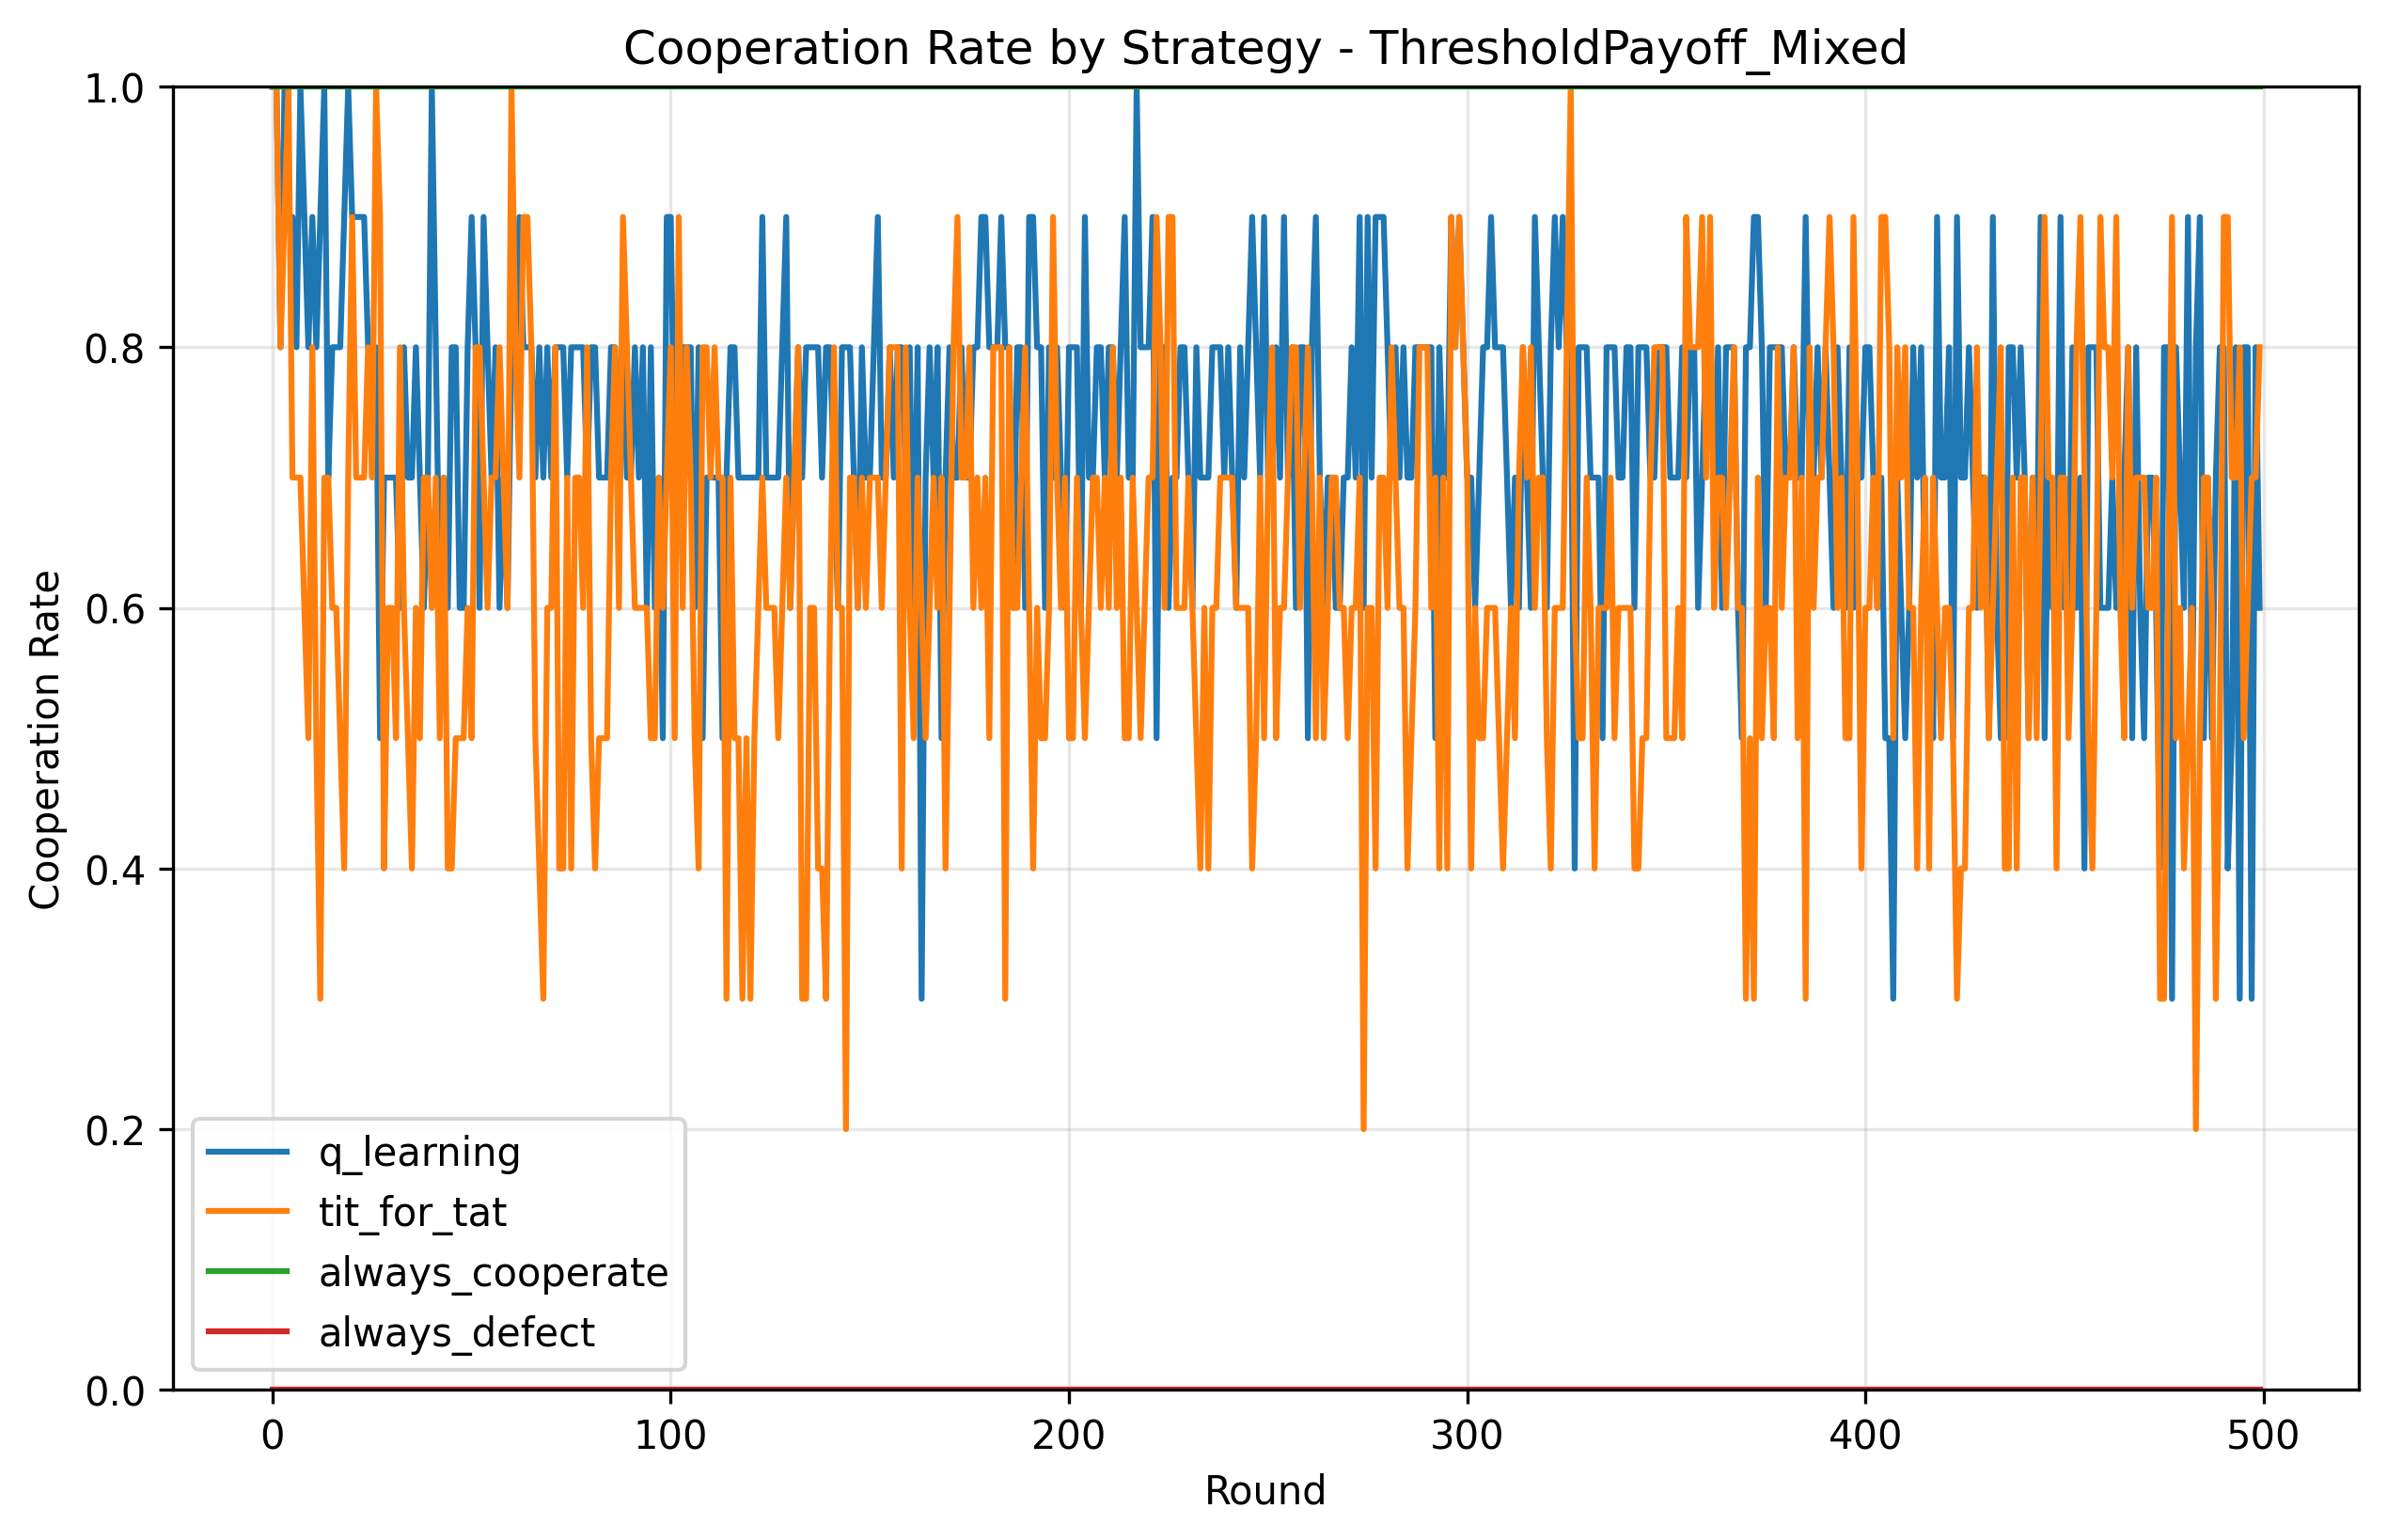 Cooperation Rate by Strategy - ThresholdPayoff_Mixed
1.0
0.8
0.6
0.4
0.2
0.0
Cooperation Rate
q_learning
tit_for_tat
always_cooperate
always_defect
0 100 200 300 400 500
Round